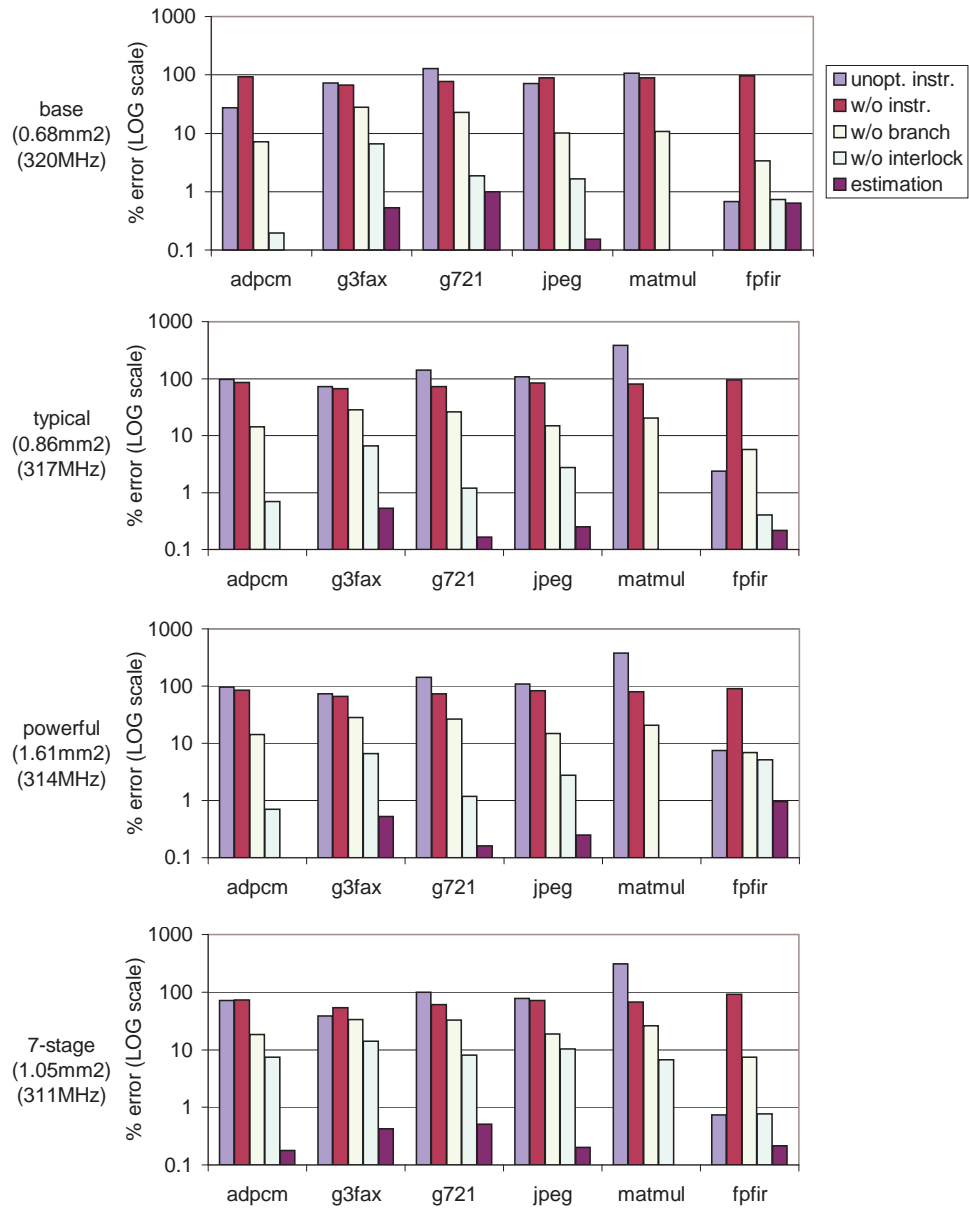 1000
100
10
1
0.1
% error (LOG scale)
base
(0.68mm2)
(320MHz)
adpcm g3fax g721 jpeg matmul fpfir
unopt. instr.
w/o instr.
w/o branch
w/o interlock
estimation
1000
100
10
1
0.1
% error (LOG scale)
typical
(0.86mm2)
(317MHz)
adpcm g3fax g721 jpeg matmul fpfir
1000
100
10
1
0.1
% error (LOG scale)
powerful
(1.61mm2)
(314MHz)
adpcm g3fax g721 jpeg matmul fpfir
1000
100
10
1
0.1
% error (LOG scale)
7-stage
(1.05mm2)
(311MHz)
adpcm g3fax g721 jpeg matmul fpfir